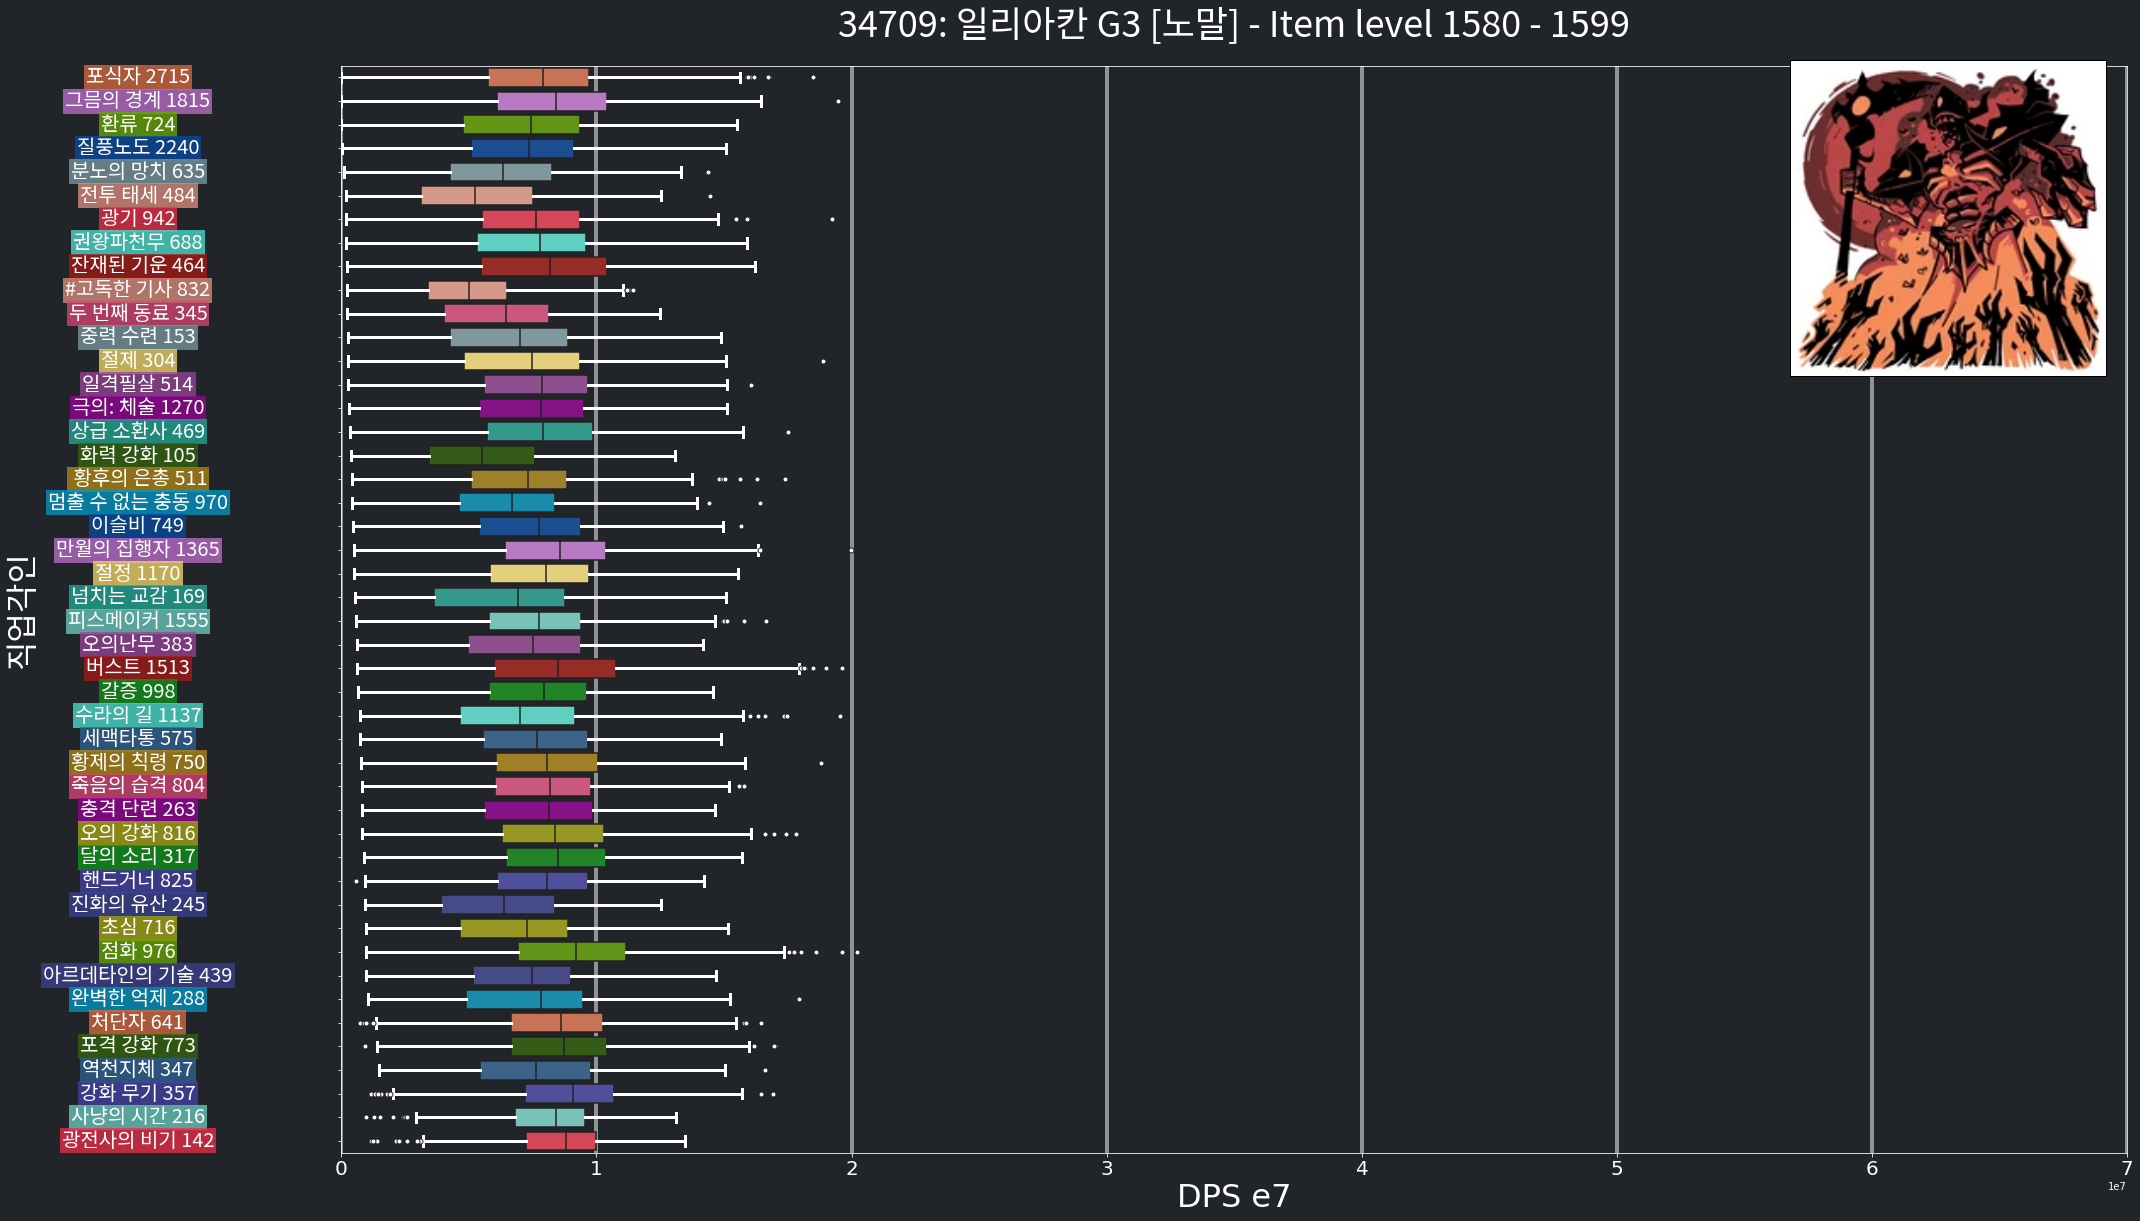 34709: 일리아칸 G3 [노말] - Item level 1580 - 1599
직업각인
포식자 2715
그믐의 경계 1815
환류 724
질풍노도 2240
분노의 망치 635
전투 태세 484
광기 942
권왕파천무 688
잔재된 기운 464
#고독한 기사 832
두 번째 동료 345
중력 수련 153
절제 304
일격필살 514
극의: 체술 1270
상급 소환사 469
화력 강화 105
황후의 은총 511
멈출 수 없는 충동 970
이슬비 749
만월의 집행자 1365
절정 1170
넘치는 교감 169
피스메이커 1555
오의난무 383
버스트 1513
갈증 998
수라의 길 1137
세맥타통 575
황제의 칙령 750
죽음의 습격 804
충격 단련 263
오의 강화 816
달의 소리 317
핸드거너 825
진화의 유산 245
초심 716
점화 976
아르데타인의 기술 439
완벽한 억제 288
처단자 641
포격 강화 773
역천지체 347
강화 무기 357
사냥의 시간 216
광전사의 비기 142
0 1 2 3 4 5 6 7
1e7
DPS e7